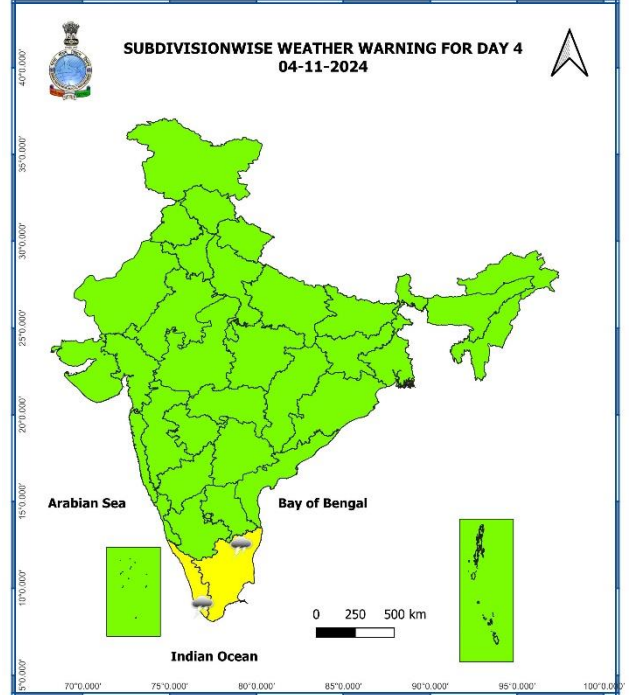 SUBDIVISIONWISE WEATHER WARNING FOR DAY 4
04-11-2024
40°0.000'
35°0.000'
30°0.000'
25°0.000'
20°0.000'
15°0.000'
10°0.000'
5°0.000'
Arabian Sea
Bay of Bengal
0 250 500 km
Indian Ocean
70°0.000' 75°0.000' 80°0.000' 85°0.000' 90°0.000' 95°0.000' 100°0.000'